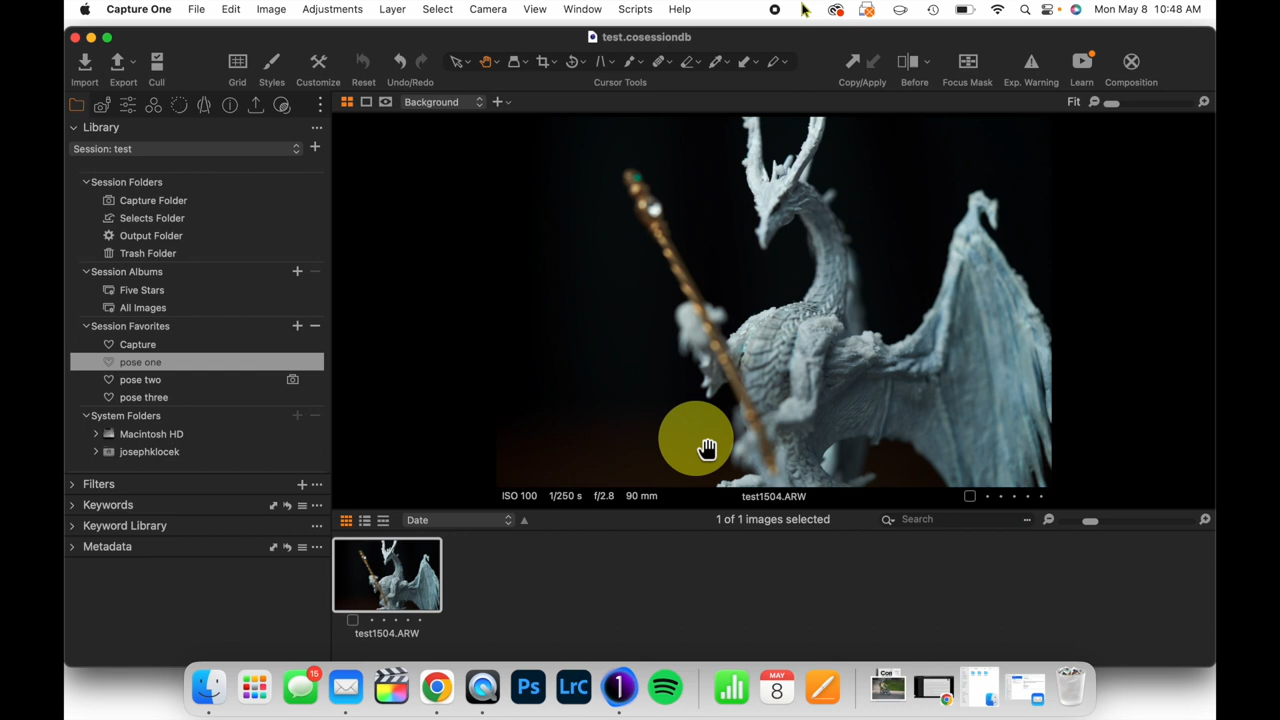 Capture One File Edit Image Adjustments Layer Select Camera View Window Scripts Help Mon May 8 10:48 AM
test.cosessiondb
Import Export Cull Grid Styles Customize Reset Undo/Redo Cursor Tools Copy/Apply Before Focus Mask Exp. Warning Learn Composition
Background Fit
Library
Session: test
Session Folders
Capture Folder
Selects Folder
Output Folder
Trash Folder
Session Albums
Five Stars
All Images
Session Favorites
Capture
pose one
pose two
pose three
System Folders
Macintosh HD
josephklocek
Filters
Keywords
Keyword Library
Metadata
ISO 100 1/250 s f/2.8 90 mm test1504.ARW
Date 1 of 1 images selected Search
test1504.ARW
15
Ps
LrC
1
MAY
8